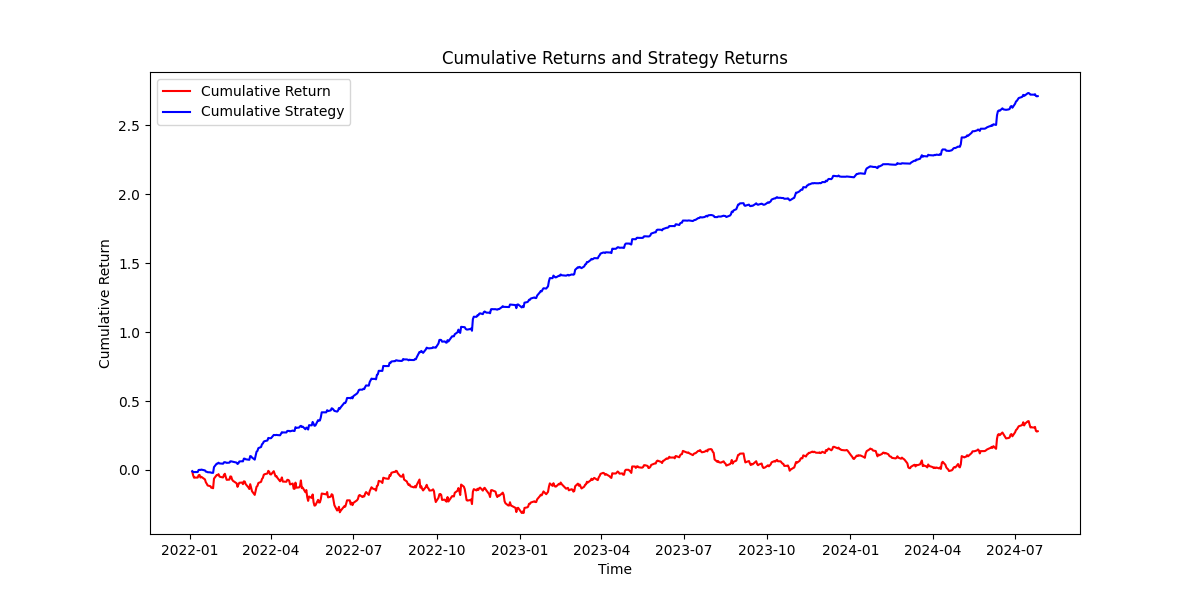 Cumulative Returns and Strategy Returns
Cumulative Return
Cumulative Strategy
Cumulative Return
2.5
2.0
1.5
1.0
0.5
0.0
2022-01 2022-04 2022-07 2022-10 2023-01 2023-04 2023-07 2023-10 2024-01 2024-04 2024-07
Time